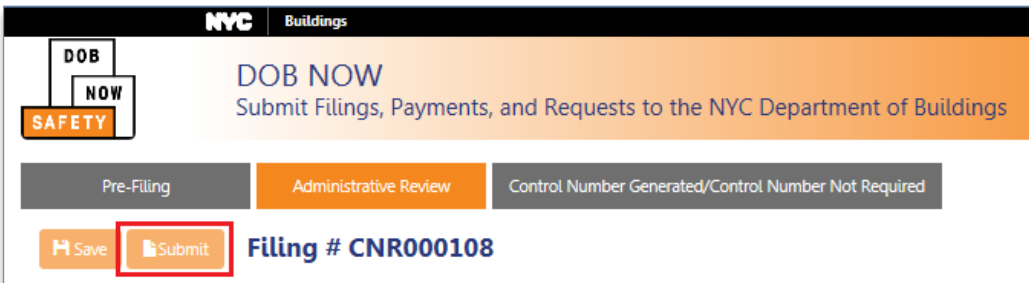 NYC Buildings
DOB
NOW
SAFETY
DOB NOW
Submit Filings, Payments, and Requests to the NYC Department of Buildings
Pre-Filing Administrative Review Control Number Generated/Control Number Not Required
Save Submit Filing # CNR000108